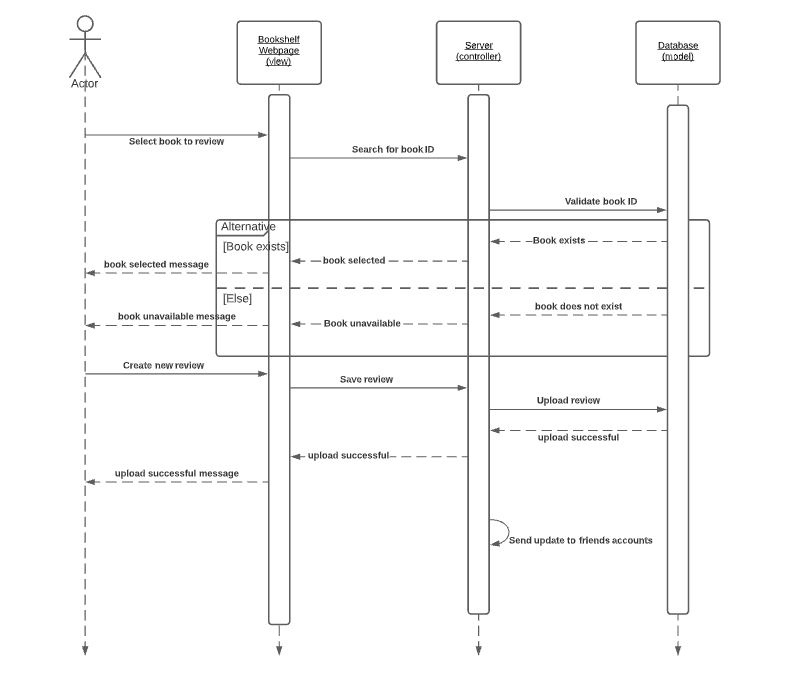 Actor
Bookshelf
Webpage
(view)
Server
(controller)
Database
(model)
Select book to review
Search for book ID
Validate book ID
Alternative
[Book exists]
Book exists
book selected
book selected message
[Else]
book does not exist
book unavailable message
Book unavailable
Create new review
Save review
Upload review
upload successful
upload successful
upload successful message
Send update to friends accounts